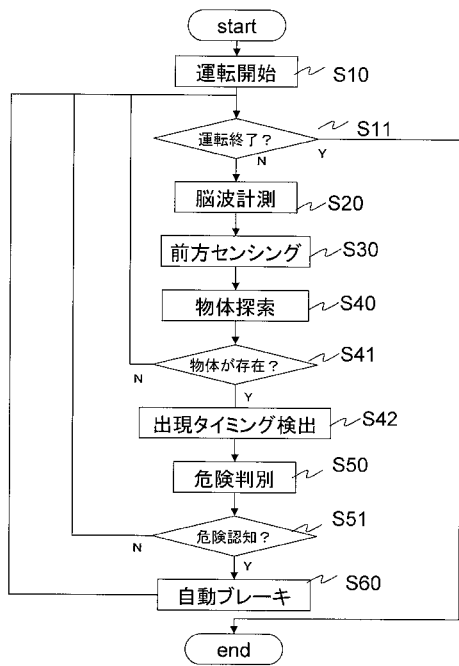 start
運転開始
S10
運転終了？
S11
N
Y
脳波計測
S20
前方センシング
S30
物体探索
S40
物体が存在？
S41
N
Y
出現タイミング検出
S42
危険判別
S50
危険認知？
S51
N
Y
自動ブレーキ
S60
end